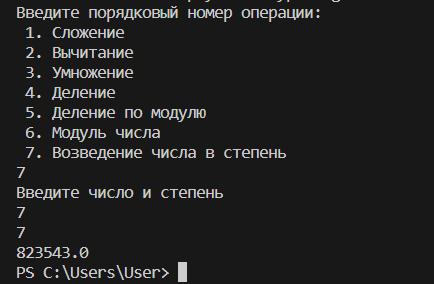 Введите порядковый номер операции:
1. Сложение
2. Вычитание
3. Умножение
4. Деление
5. Деление по модулю
6. Модуль числа
7. Возведение числа в степень
7
Введите число и степень
7
7
823543.0
PS C:\Users\User>